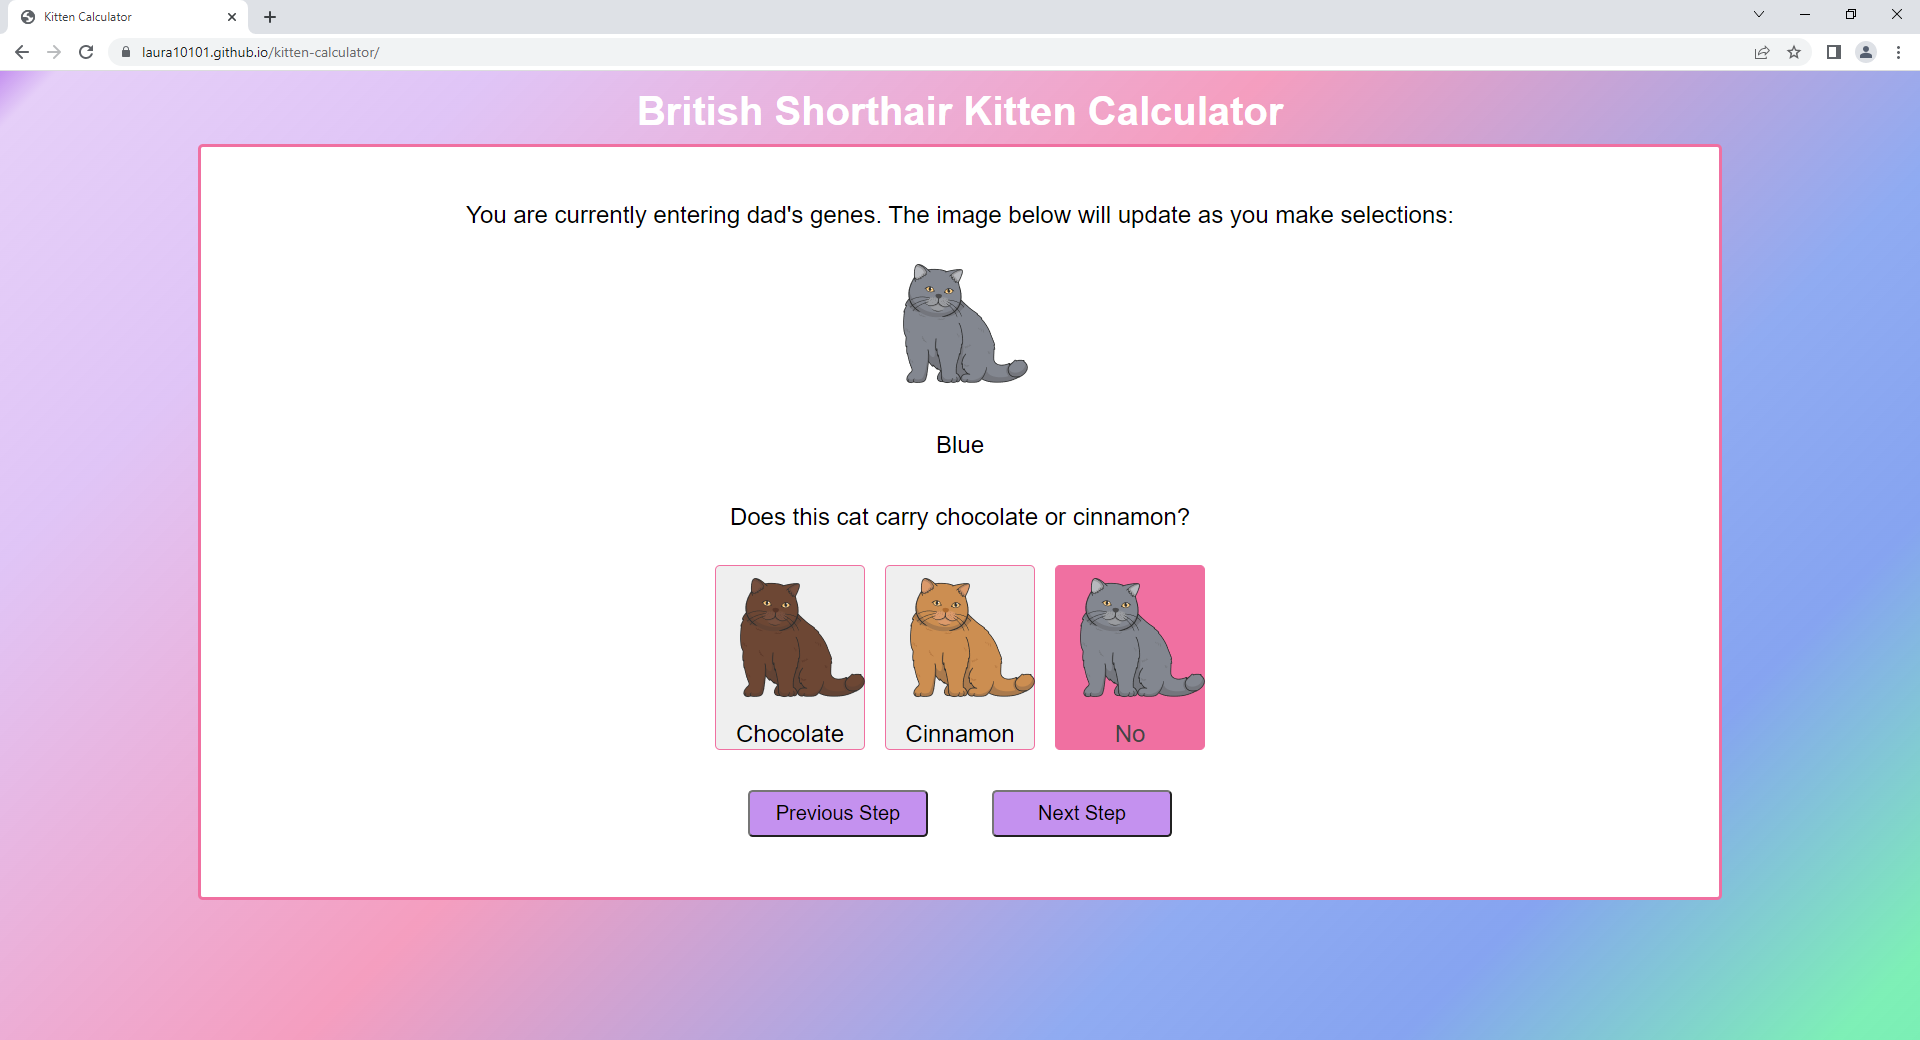 Kitten Calculator
laura10101.github.io/kitten-calculator/
British Shorthair Kitten Calculator
You are currently entering dad's genes. The image below will update as you make selections:
Blue
Does this cat carry chocolate or cinnamon?
Chocolate Cinnamon No
Previous Step Next Step